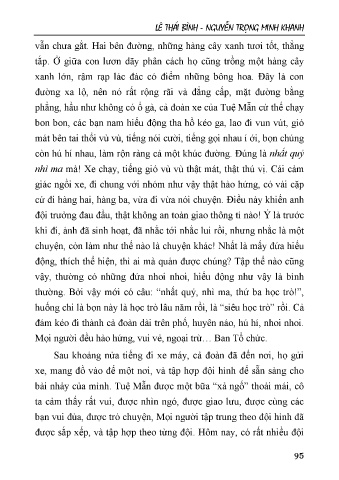 LÊ THÁI BÌNH - NGUYỄN TRỌNG MINH KHANH
vẫn chưa gắt. Hai bên đường, những hàng cây xanh tươi tốt, thẳng
tắp. Ở giữa con lươn dãy phân cách họ cũng trồng một hàng cây
xanh lớn, rậm rạp lác đác có điểm những bông hoa. Đây là con
đường xa lộ, nên nó rất rộng rãi và đẳng cấp, mặt đường bằng
phẳng, hầu như không có ổ gà, cả đoàn xe của Tuệ Mẫn cứ thế chạy
bon bon, các bạn nam hiếu động tha hồ kéo ga, lao đi vun vút, gió
mát bên tai thổi vù vù, tiếng nói cười, tiếng gọi nhau í ới, bọn chúng
còn hú hí nhau, làm rộn ràng cả một khúc đường. Đúng là nhất quỷ
nhì ma mà! Xe chạy, tiếng gió vù vù thật mát, thật thú vị. Cái cảm
giác ngồi xe, đi chung với nhóm như vậy thật hào hứng, có vài cặp
cứ đi hàng hai, hàng ba, vừa đi vừa nói chuyện. Điều này khiến anh
đội trưởng đau đầu, thật không an toàn giao thông tí nào! Ý là trước
khi đi, ảnh đã sinh hoạt, đã nhắc tới nhắc lui rồi, nhưng nhắc là một
chuyện, còn làm như thế nào là chuyện khác! Nhất là mấy đứa hiếu
động, thích thể hiện, thì ai mà quản được chúng? Tập thể nào cũng
vậy, thường có những đứa nhoi nhoi, hiếu động như vậy là bình
thường. Bởi vậy mới có câu: “nhất quỷ, nhì ma, thứ ba học trò!”,
huống chi là bọn này là học trò lâu năm rồi, là “siêu học trò” rồi. Cả
đám kéo đi thành cả đoàn dài trên phố, huyên náo, hú hí, nhoi nhoi.
Mọi người đều hào hứng, vui vẻ, ngoại trừ… Ban Tổ chức.
Sau khoảng nửa tiếng đi xe máy, cả đoàn đã đến nơi, họ gửi
xe, mang đồ vào để một nơi, và tập hợp đội hình để sẵn sàng cho
bài nhảy của mình. Tuệ Mẫn được một bữa “xả ngố” thoải mái, cô
ta cảm thấy rất vui, được nhìn ngó, được giao lưu, được cùng các
bạn vui đùa, được trò chuyện, Mọi người tập trung theo đội hình đã
được sắp xếp, và tập hợp theo từng đội. Hôm nay, có rất nhiều đội
95